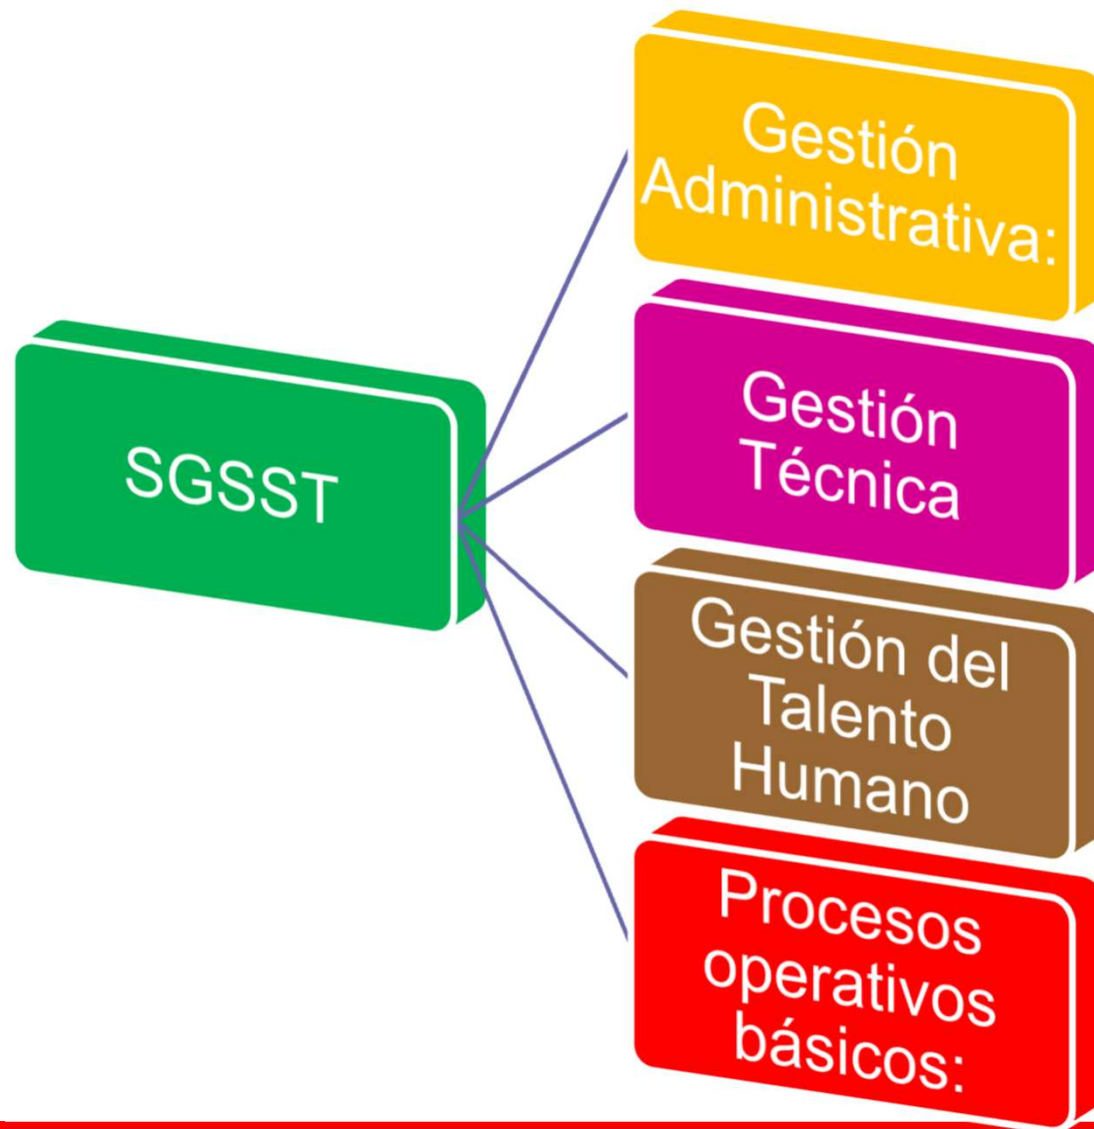 SGSST
Gestión
Administrativa:
Gestión
Técnica
Gestión del
Talento
Humano
Procesos
operativos
básicos: